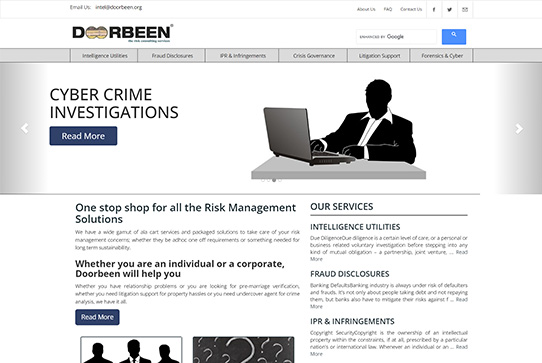 Email Us: intel@doorbeen.org
About Us FAQ Contact Us
DOORBEEN®
the risk consulting services
ENHANCED BY Google
Intelligence Utilities Fraud Disclosures IPR & Infringements Crisis Governance Litigation Support Forensics & Cyber
CYBER CRIME
INVESTIGATIONS
Read More
One stop shop for all the Risk Management
Solutions
We have a wide gamut of ala cart services and packaged solutions to take care of your risk
management concerns; whether they be adhoc one off requirements or something needed for
long term sustainability.
Whether you are an individual or a corporate,
Doorbeen will help you
Whether you have relationship problems or you are looking for pre-marriage verification,
whether you need litigation support for property hassles or you need undercover agent for crime
analysis, we have it all.
Read More
OUR SERVICES
INTELLIGENCE UTILITIES
Due DiligenceDue diligence is a certain level of care, or a personal or
business related voluntary investigation before stepping into any
kind of mutual obligation – a partnership, joint venture, ... Read
More
FRAUD DISCLOSURES
Banking DefaultsBanking industry is always under risk of defaulters
and frauds. It's not only about people taking debt and not repaying
them, but banks also have to mitigate their risks against f ... Read
More
IPR & INFRINGEMENTS
Copyright SecurityCopyright is the ownership of an intellectual
property within the constraints, if at all, prescribed by a particular
nation's or international law. Whenever an individual or an ... Read
More